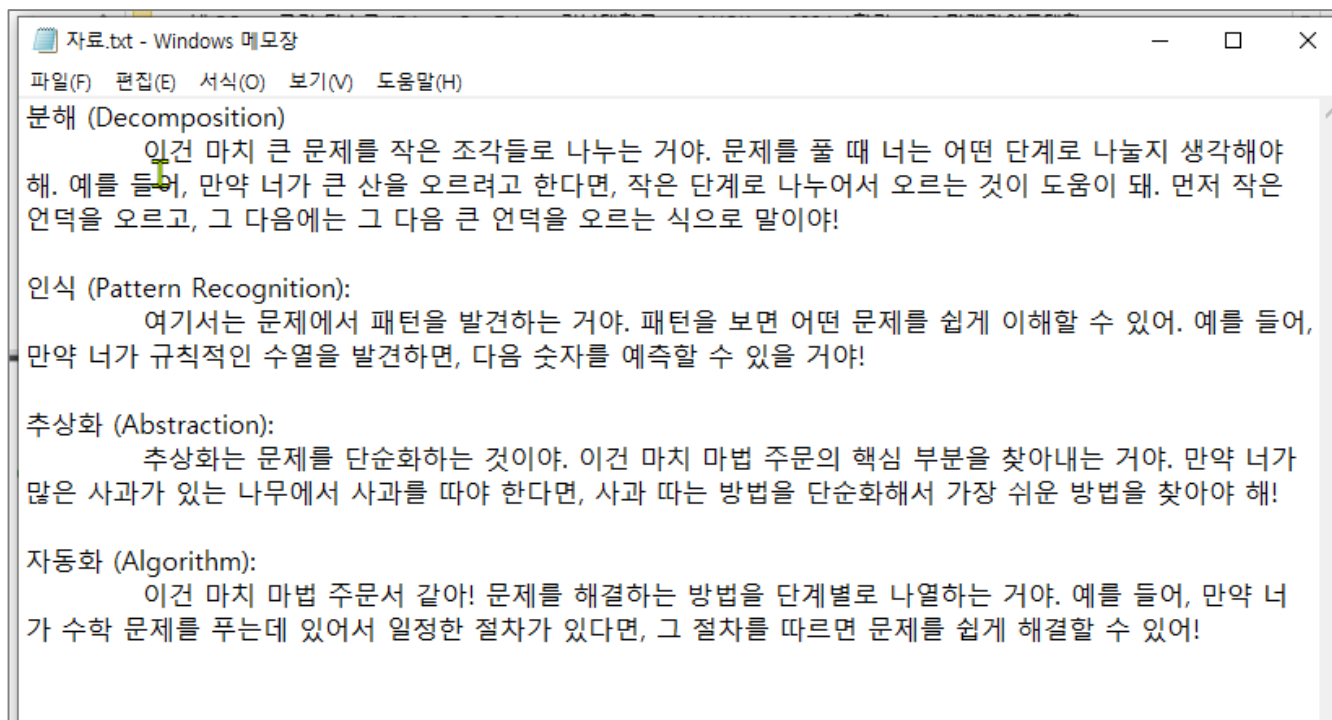 자료.txt - Windows 메모장
파일(F) 편집(E) 서식(O) 보기(V) 도움말(H)
분해 (Decomposition)
이건 마치 큰 문제를 작은 조각들로 나누는 거야. 문제를 풀 때 너는 어떤 단계로 나눌지 생각해야
해. 예를 들어, 만약 너가 큰 산을 오르려고 한다면, 작은 단계로 나누어서 오르는 것이 도움이 돼. 먼저 작은
언덕을 오르고, 그 다음에는 그 다음 큰 언덕을 오르는 식으로 말이야!
인식 (Pattern Recognition):
여기서는 문제에서 패턴을 발견하는 거야. 패턴을 보면 어떤 문제를 쉽게 이해할 수 있어. 예를 들어,
만약 너가 규칙적인 수열을 발견하면, 다음 숫자를 예측할 수 있을 거야!
추상화 (Abstraction):
추상화는 문제를 단순화하는 것이야. 이건 마치 마법 주문의 핵심 부분을 찾아내는 거야. 만약 너가
많은 사과가 있는 나무에서 사과를 따야 한다면, 사과 따는 방법을 단순화해서 가장 쉬운 방법을 찾아야 해!
자동화 (Algorithm):
이건 마치 마법 주문서 같아! 문제를 해결하는 방법을 단계별로 나열하는 거야. 예를 들어, 만약 너
가 수학 문제를 푸는데 있어서 일정한 절차가 있다면, 그 절차를 따르면 문제를 쉽게 해결할 수 있어!